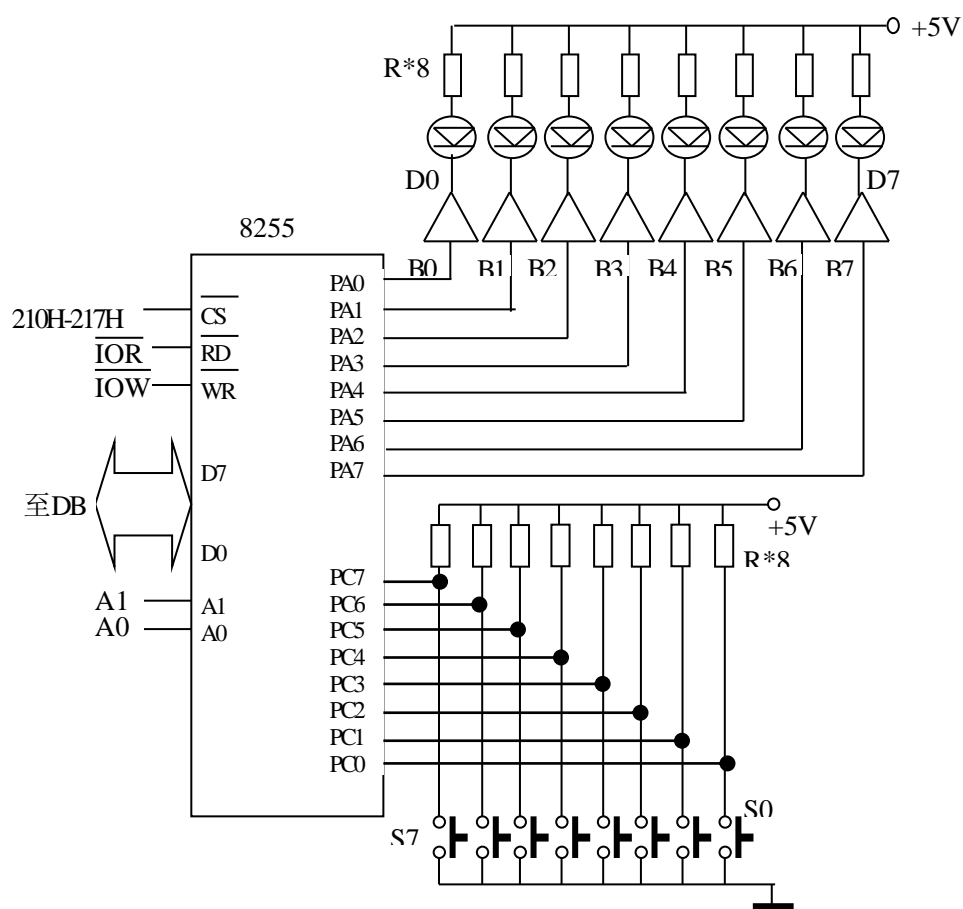 +5V
R*8
D0
D7
8255
B0
B1
B2
B3
B4
B5
B6
B7
PA0
PA1
PA2
PA3
PA4
PA5
PA6
PA7
210H-217H
CS
IOR
RD
IOW
WR
D7
至DB
D0
A1
A1
A0
A0
+5V
R*8
PC7
PC6
PC5
PC4
PC3
PC2
PC1
PC0
S7
S0